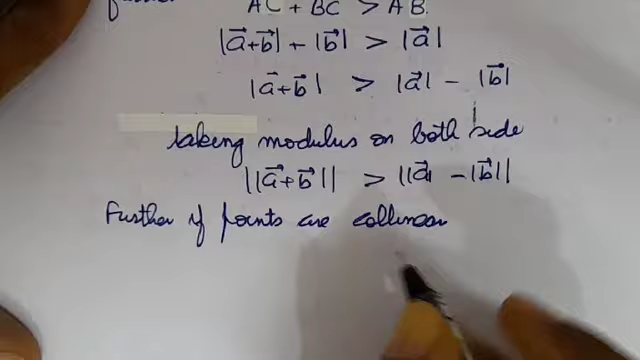 AC + BC > AB
|a⃗+b⃗| + |b⃗| > |a⃗|
|a⃗+b⃗| > |a⃗| - |b⃗|
taking modulus on both side
||a⃗+b⃗|| > ||a⃗| - |b⃗||
Further if points are collinear